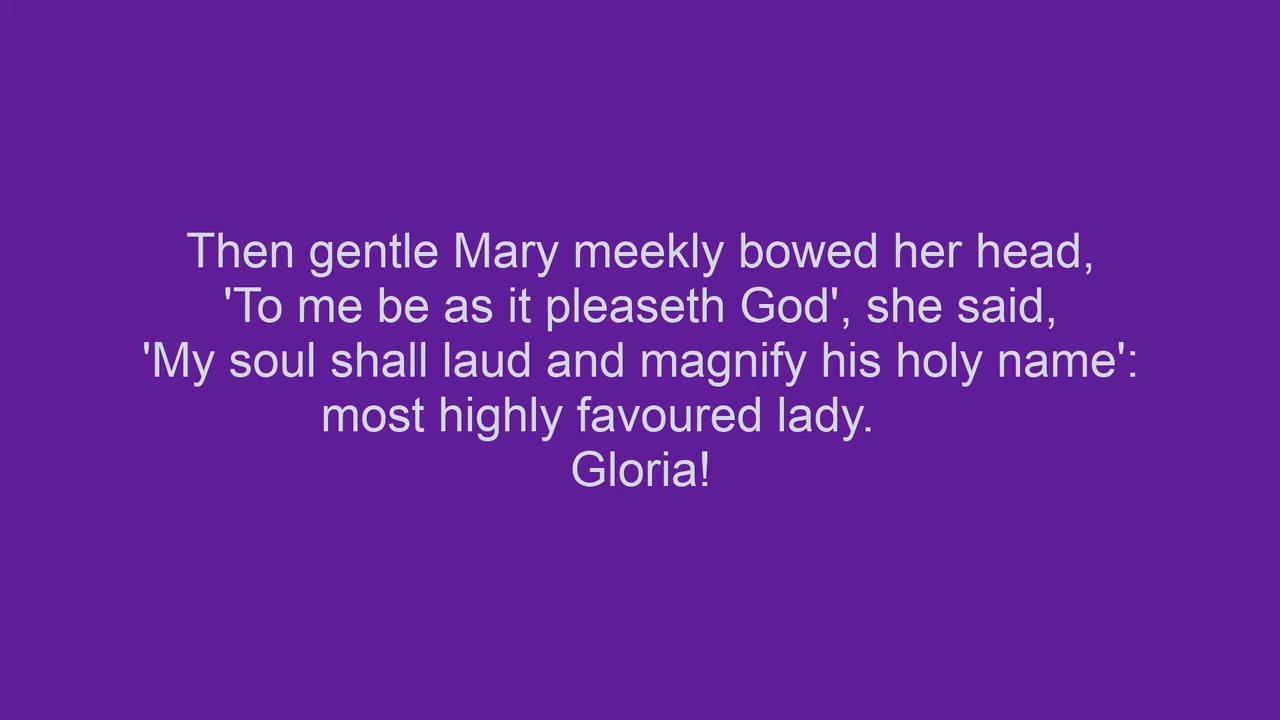 Then gentle Mary meekly bowed her head,
'To me be as it pleaseth God', she said,
'My soul shall laud and magnify his holy name':
most highly favoured lady.
Gloria!